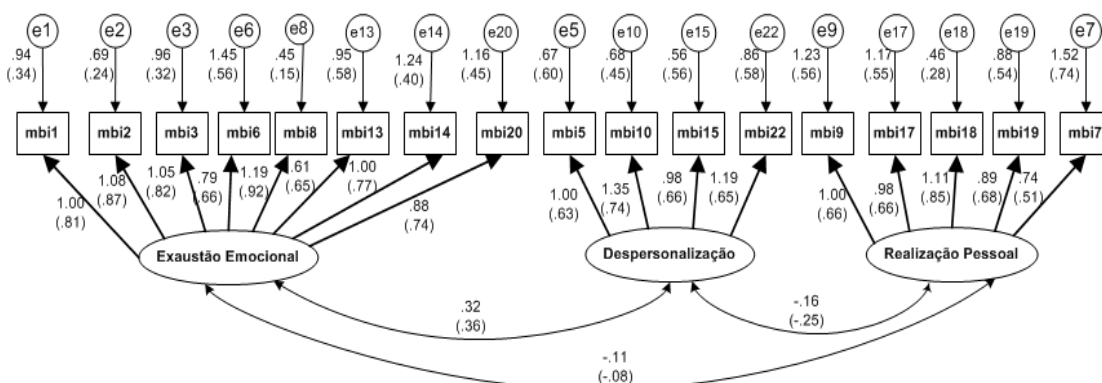 e1 e2 e3 e6 e8 e13 e14 e20 e5 e10 e15 e22 e9 e17 e18 e19 e7
.94 .69 .96 1.45 .45 .95 1.24 1.16 .67 .68 .56 .86 1.23 1.17 .46 .88 1.52
(.34) (.24) (.32) (.56) (.15) (.58) (.40) (.45) (.60) (.45) (.56) (.58) (.56) (.55) (.28) (.54) (.74)
mbi1 mbi2 mbi3 mbi6 mbi8 mbi13 mbi14 mbi20 mbi5 mbi10 mbi15 mbi22 mbi9 mbi17 mbi18 mbi19 mbi7
1.00 1.08 1.05 .79 1.19 .61 1.00 .88 1.00 1.35 .98 1.19 1.00 .98 1.11 .89 .74
(.81) (.87) (.82) (.66) (.92) (.65) (.77) (.74) (.63) (.74) (.66) (.65) (.66) (.66) (.85) (.68) (.51)
Exaustão Emocional Despersonalização Realização Pessoal
.32
(.36)
-.16
(-.25)
-.11
(-.08)